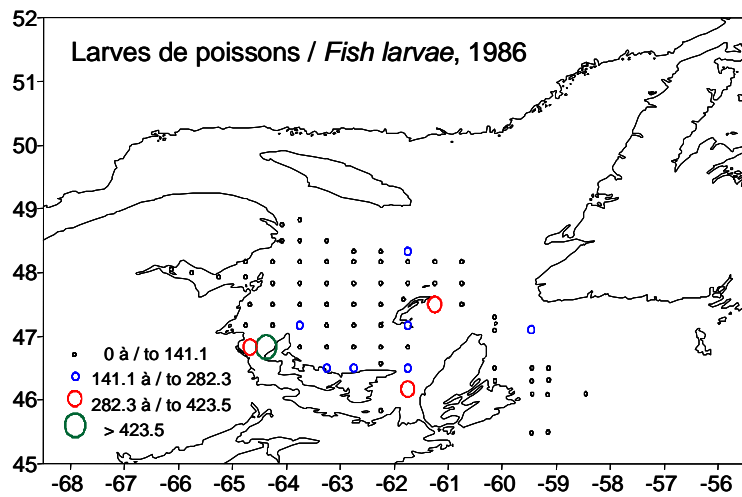 52
Larves de poissons / Fish larvae, 1986
51
50
49
48
47
0 à / to 141.1
141.1 à / to 282.3
46
282.3 à / to 423.5
> 423.5
45
-68 -67 -66 -65 -64 -63 -62 -61 -60 -59 -58 -57 -56